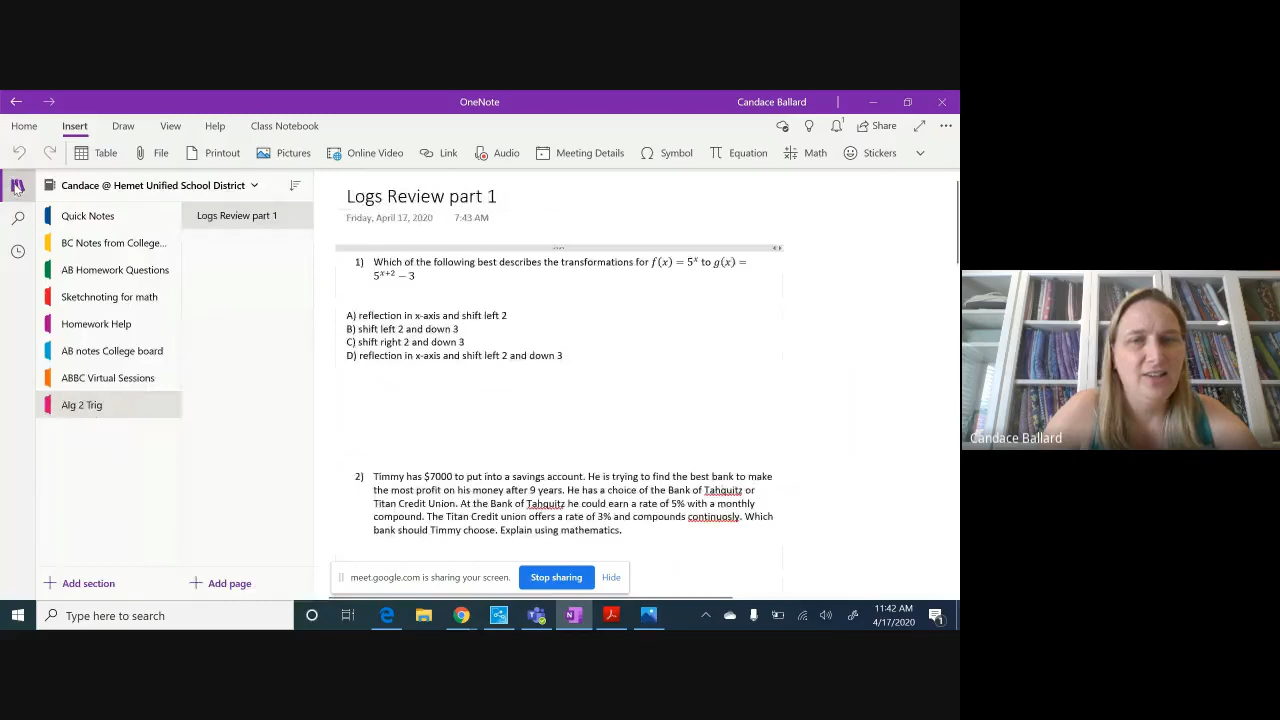 OneNote
Candace Ballard
Home Insert Draw View Help Class Notebook
Share
Table File Printout Pictures Online Video Link Audio Meeting Details Symbol Equation Math Stickers
Candace @ Hemet Unified School District
Quick Notes
BC Notes from College...
AB Homework Questions
Sketchnoting for math
Homework Help
AB notes College board
ABBC Virtual Sessions
Alg 2 Trig
Add section
Logs Review part 1
Add page
Logs Review part 1
Friday, April 17, 2020 7:43 AM
1) Which of the following best describes the transformations for f(x) = 5ˣ to g(x) =
5ˣ⁺² − 3
A) reflection in x-axis and shift left 2
B) shift left 2 and down 3
C) shift right 2 and down 3
D) reflection in x-axis and shift left 2 and down 3
2) Timmy has $7000 to put into a savings account. He is trying to find the best bank to make
the most profit on his money after 9 years. He has a choice of the Bank of Tahquitz or
Titan Credit Union. At the Bank of Tahquitz he could earn a rate of 5% with a monthly
compound. The Titan Credit union offers a rate of 3% and compounds continuosly. Which
bank should Timmy choose. Explain using mathematics.
meet.google.com is sharing your screen. Stop sharing Hide
Type here to search
11:42 AM
4/17/2020
1
Candace Ballard